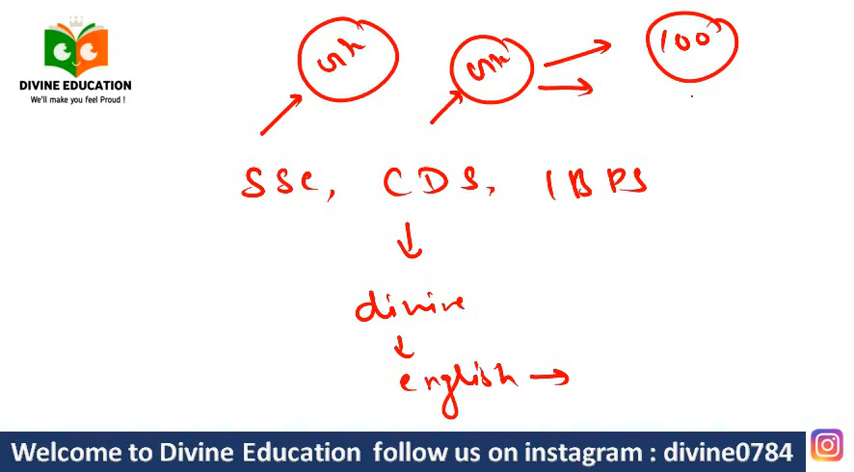 100
DIVINE EDUCATION
We'll make you feel Proud !
SSC, CDS, IBPS
divine
english
Welcome to Divine Education follow us on instagram : divine0784